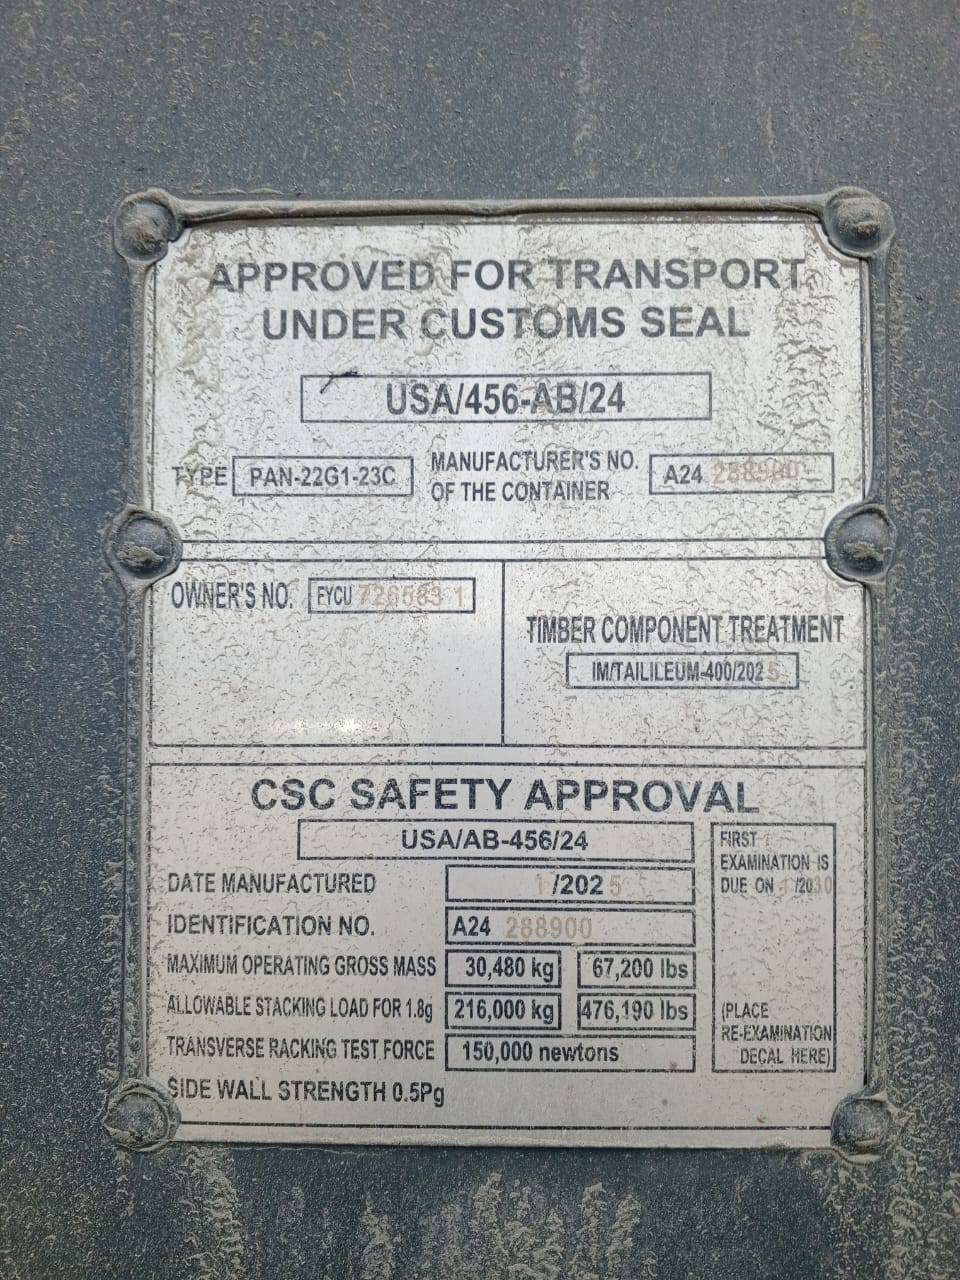 APPROVED FOR TRANSPORT
UNDER CUSTOMS SEAL
USA/456-AB/24
TYPE PAN-22G1-23C
MANUFACTURER'S NO.
OF THE CONTAINER
A24 288900
OWNER'S NO. FYCU 726583 1
TIMBER COMPONENT TREATMENT
IM/TAILILEUM-400/2025
CSC SAFETY APPROVAL
USA/AB-456/24
DATE MANUFACTURED 1/2025
IDENTIFICATION NO. A24 288900
MAXIMUM OPERATING GROSS MASS 30,480 kg 67,200 lbs
ALLOWABLE STACKING LOAD FOR 1.8g 216,000 kg 476,190 lbs
TRANSVERSE RACKING TEST FORCE 150,000 newtons
SIDE WALL STRENGTH 0.5Pg
FIRST
EXAMINATION IS
DUE ON 1/2030
(PLACE
RE-EXAMINATION
DECAL HERE)